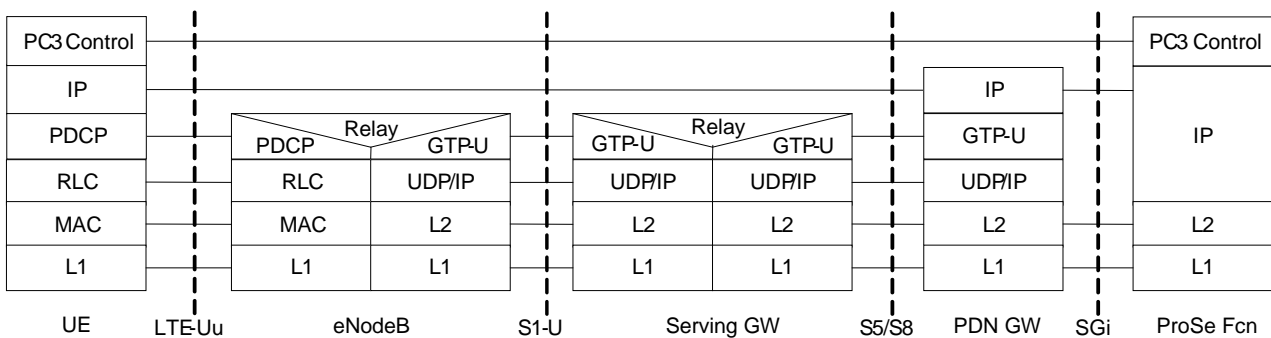 PC3 Control PC3 Control
IP IP
Relay Relay
PDCP PDCP GTP-U GTP-U GTP-U GTP-U IP
RLC RLC UDP/IP UDP/IP UDP/IP UDP/IP
MAC MAC L2 L2 L2 L2 L2
L1 L1 L1 L1 L1 L1 L1
UE LTE-Uu eNodeB S1-U Serving GW S5/S8 PDN GW SGi ProSe Fcn